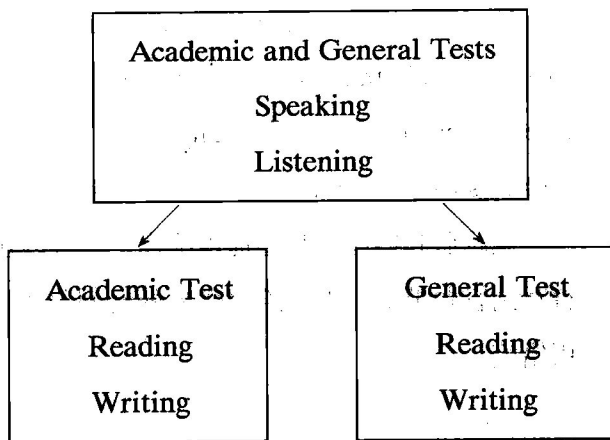 Academic and General Tests
Speaking
Listening
Academic Test
Reading
Writing
General Test
Reading
Writing